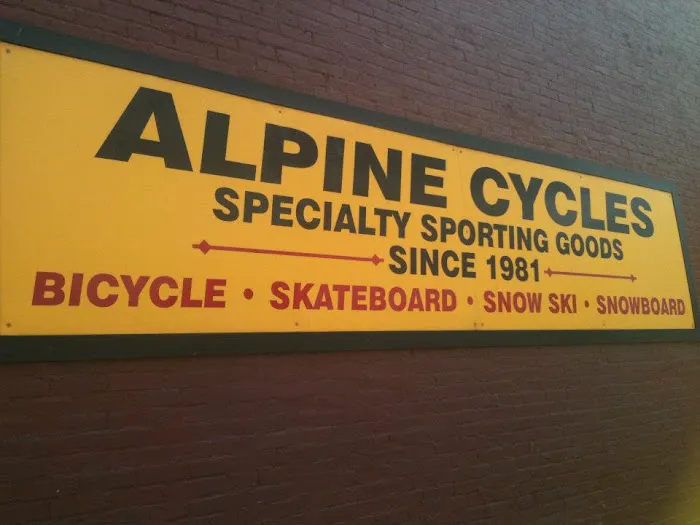 ALPINE CYCLES
SPECIALTY SPORTING GOODS
SINCE 1981
BICYCLE • SKATEBOARD • SNOW SKI • SNOWBOARD